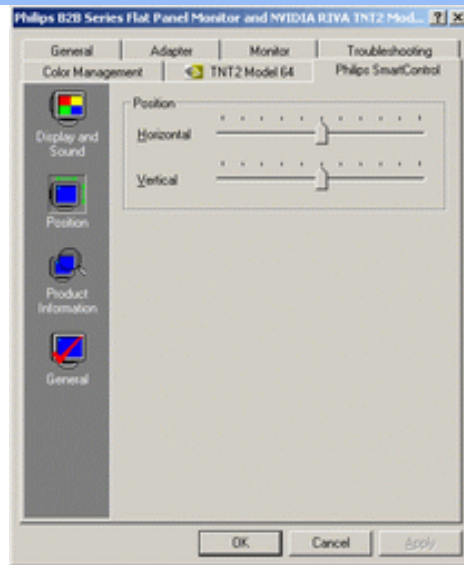 Philips B2B Series Flat Panel Monitor and NVIDIA RIVA TNT2 Mod...
General Adapter Monitor Troubleshooting
Color Management TNT2 Model 64 Philips SmartControl
Position
Display and
Sound
Horizontal
Vertical
Position
Product
Information
General
OK Cancel Apply